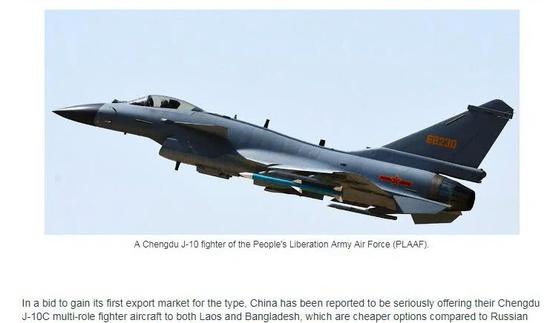 68230
A Chengdu J-10 fighter of the People's Liberation Army Air Force (PLAAF).
In a bid to gain its first export market for the type, China has been reported to be seriously offering their Chengdu
J-10C multi-role fighter aircraft to both Laos and Bangladesh, which are cheaper options compared to Russian